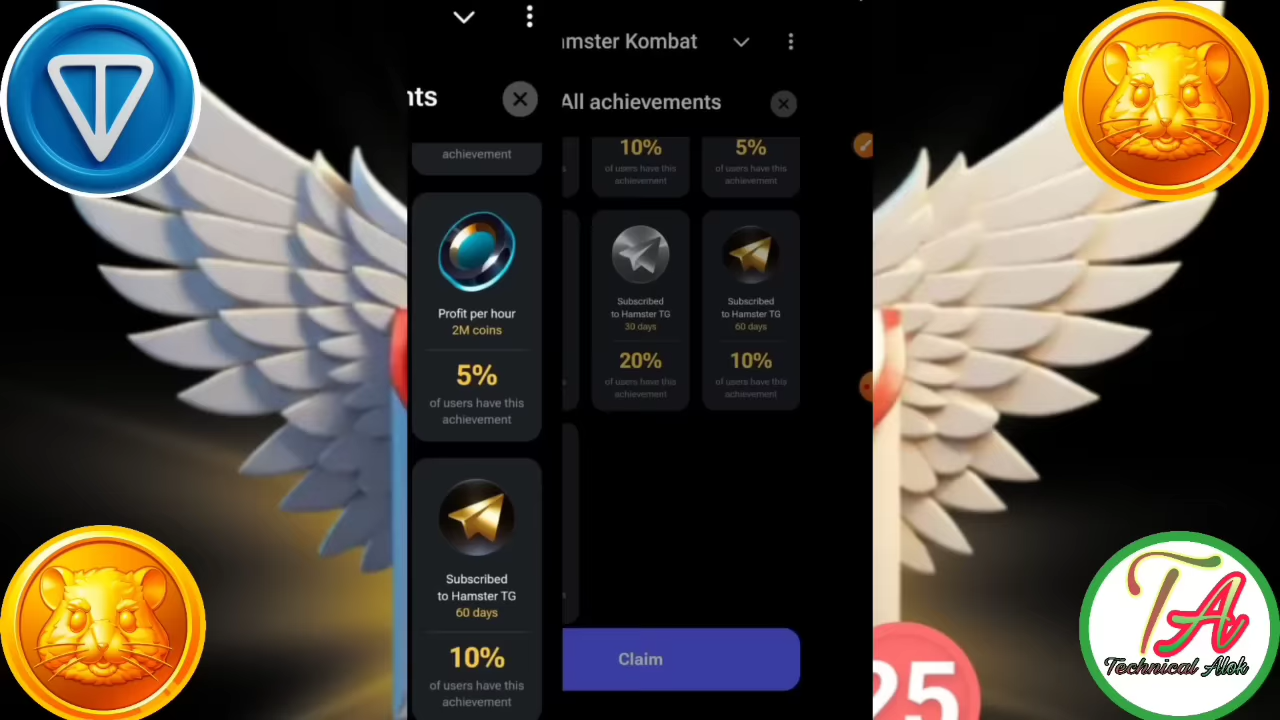 nts
achievement
Profit per hour
2M coins
5%
of users have this
achievement
Subscribed
to Hamster TG
60 days
10%
of users have this
achievement
amster Kombat
All achievements
10%
of users have this
achievement
5%
of users have this
achievement
Subscribed
to Hamster TG
30 days
20%
of users have this
achievement
Subscribed
to Hamster TG
60 days
10%
of users have this
achievement
Claim
25
TA
Technical Alok